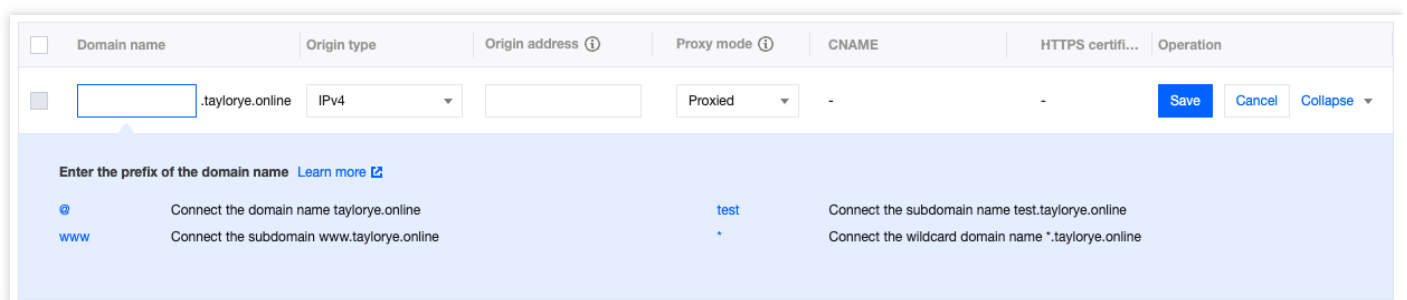 Domain name Origin type Origin address Proxy mode CNAME HTTPS certifi... Operation
.taylorye.online IPv4 Proxied - - Save Cancel Collapse
Enter the prefix of the domain name Learn more
@ Connect the domain name taylorye.online test Connect the subdomain name test.taylorye.online
www Connect the subdomain www.taylorye.online * Connect the wildcard domain name *.taylorye.online